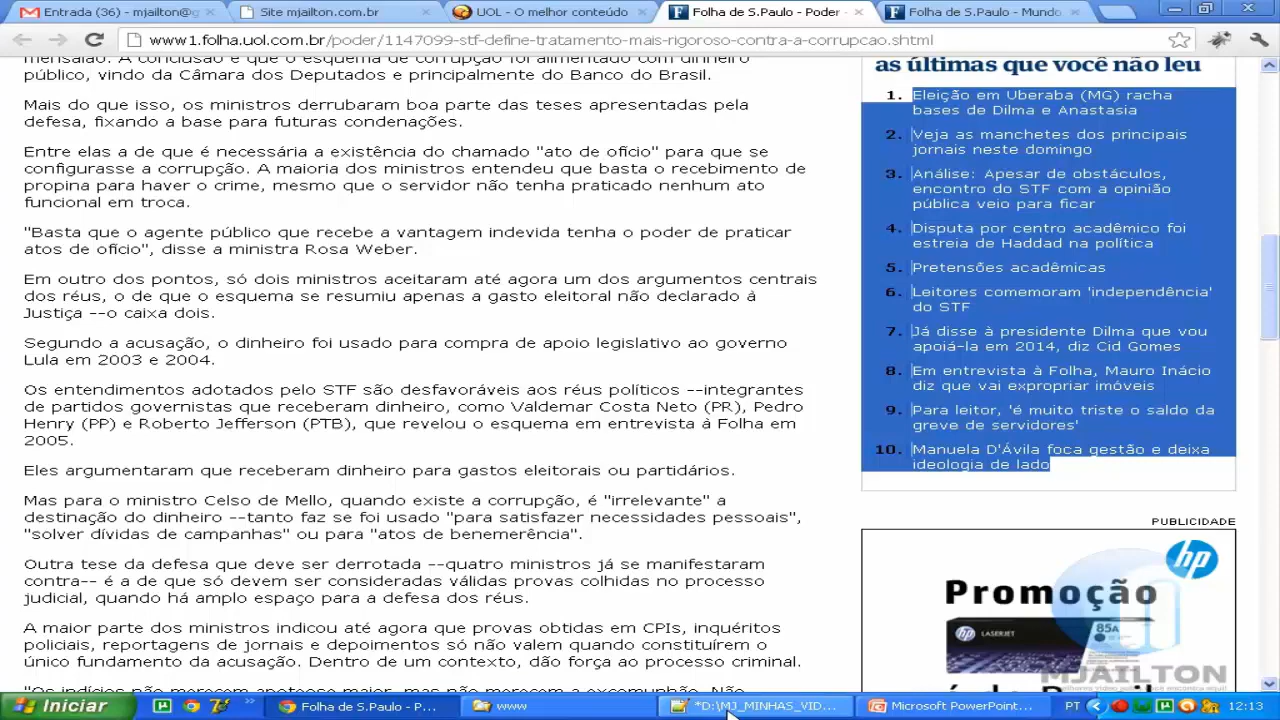 Entrada (36) - mjailton@g
Site mjailton.com.br
UOL - O melhor conteúdo
Folha de S.Paulo - Poder -
Folha de S.Paulo - Mundo
www1.folha.uol.com.br/poder/1147099-stf-define-tratamento-mais-rigoroso-contra-a-corrupcao.shtml
mensalão. A conclusão é que o esquema de corrupção foi alimentado com dinheiro
público, vindo da Câmara dos Deputados e principalmente do Banco do Brasil.
Mais do que isso, os ministros derrubaram boa parte das teses apresentadas pela
defesa, fixando a base para futuras condenações.
Entre elas a de que é necessária a existência do chamado "ato de ofício" para que se
configurasse a corrupção. A maioria dos ministros entendeu que basta o recebimento de
propina para haver o crime, mesmo que o servidor não tenha praticado nenhum ato
funcional em troca.
"Basta que o agente público que recebe a vantagem indevida tenha o poder de praticar
atos de ofício", disse a ministra Rosa Weber.
Em outro dos pontos, só dois ministros aceitaram até agora um dos argumentos centrais
dos réus, o de que o esquema se resumiu apenas a gasto eleitoral não declarado à
Justiça --o caixa dois.
Segundo a acusação, o dinheiro foi usado para compra de apoio legislativo ao governo
Lula em 2003 e 2004.
Os entendimentos adotados pelo STF são desfavoráveis aos réus políticos --integrantes
de partidos governistas que receberam dinheiro, como Valdemar Costa Neto (PR), Pedro
Henry (PP) e Roberto Jefferson (PTB), que revelou o esquema em entrevista à Folha em
2005.
Eles argumentaram que receberam dinheiro para gastos eleitorais ou partidários.
Mas para o ministro Celso de Mello, quando existe a corrupção, é "irrelevante" a
destinação do dinheiro --tanto faz se foi usado "para satisfazer necessidades pessoais",
"solver dívidas de campanhas" ou para "atos de benemerência".
Outra tese da defesa que deve ser derrotada --quatro ministros já se manifestaram
contra-- é a de que só devem ser consideradas válidas provas colhidas no processo
judicial, quando há amplo espaço para a defesa dos réus.
A maior parte dos ministros indicou até agora que provas obtidas em CPIs, inquéritos
policiais, reportagens de jornais e depoimentos só não valem quando constituírem o
único fundamento da acusação. Dentro de um contexto, dão força ao processo criminal.
as últimas que você não leu
1. Eleição em Uberaba (MG) racha
bases de Dilma e Anastasia
2. Veja as manchetes dos principais
jornais neste domingo
3. Análise: Apesar de obstáculos,
encontro do STF com a opinião
pública veio para ficar
4. Disputa por centro acadêmico foi
estreia de Haddad na política
5. Pretensões acadêmicas
6. Leitores comemoram 'independência'
do STF
7. Já disse à presidente Dilma que vou
apoiá-la em 2014, diz Cid Gomes
8. Em entrevista à Folha, Mauro Inácio
diz que vai expropriar imóveis
9. Para leitor, 'é muito triste o saldo da
greve de servidores'
10. Manuela D'Ávila foca gestão e deixa
ideologia de lado
PUBLICIDADE
hp
Promoção
hp LASERJET 85A
MJAILTON
Iniciar
Folha de S.Paulo - P...
www
*D:\MJ_MINHAS_VID...
Microsoft PowerPoint...
PT
12:13